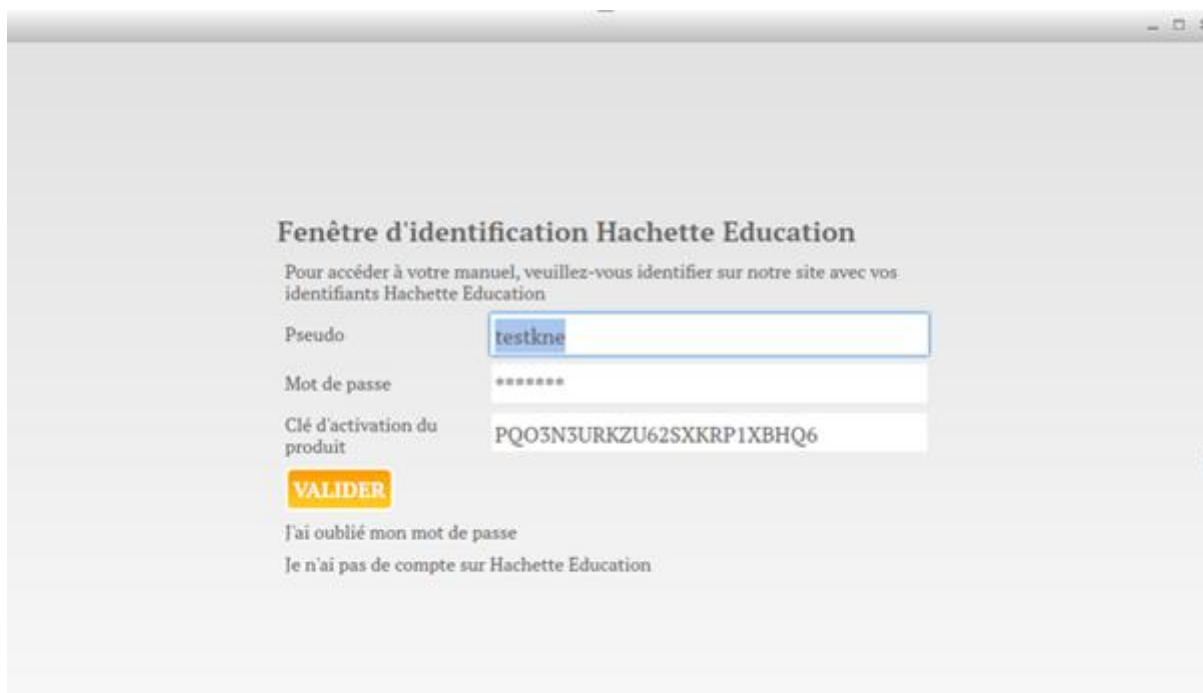 Fenêtre d'identification Hachette Education
Pour accéder à votre manuel, veuillez-vous identifier sur notre site avec vos
identifiants Hachette Education
Pseudo
testkne
Mot de passe
*******
Clé d'activation du
produit
PQO3N3URKZU62SXKRP1XBHQ6
VALIDER
J'ai oublié mon mot de passe
Je n'ai pas de compte sur Hachette Education